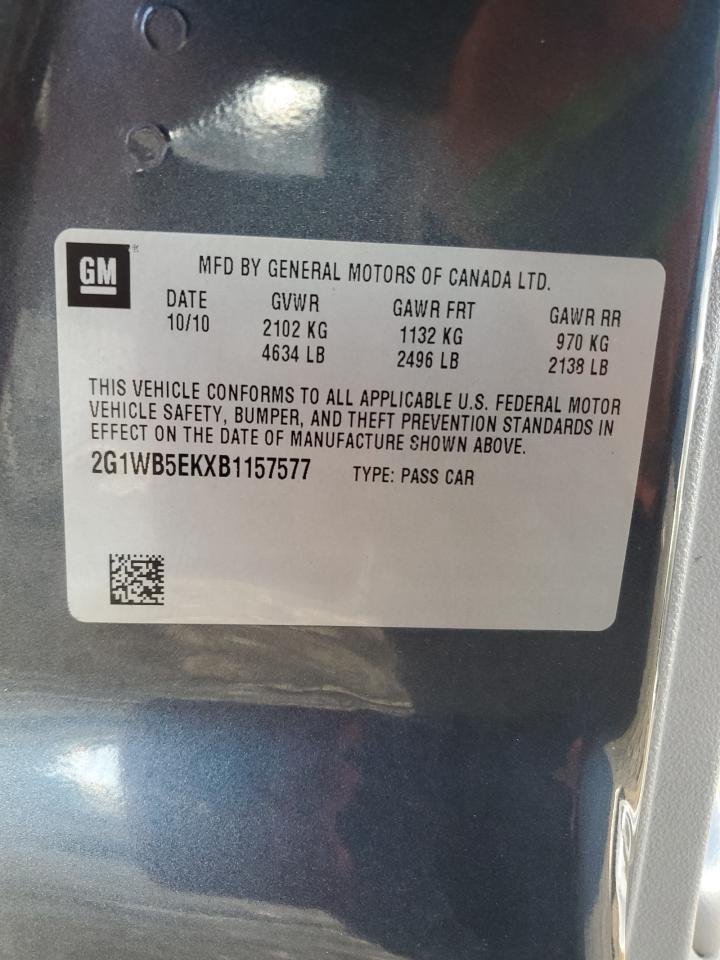 GM
MFD BY GENERAL MOTORS OF CANADA LTD.
DATE GVWR GAWR FRT GAWR RR
10/10 2102 KG 1132 KG 970 KG
4634 LB 2496 LB 2138 LB
THIS VEHICLE CONFORMS TO ALL APPLICABLE U.S. FEDERAL MOTOR
VEHICLE SAFETY, BUMPER, AND THEFT PREVENTION STANDARDS IN
EFFECT ON THE DATE OF MANUFACTURE SHOWN ABOVE.
2G1WB5EKXB1157577 TYPE: PASS CAR